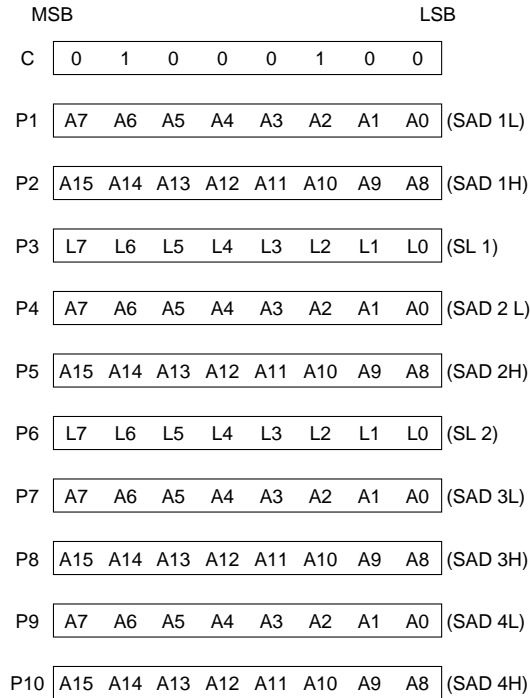 MSB LSB
C 0 1 0 0 0 1 0 0
P1 A7 A6 A5 A4 A3 A2 A1 A0 (SAD 1L)
P2 A15 A14 A13 A12 A11 A10 A9 A8 (SAD 1H)
P3 L7 L6 L5 L4 L3 L2 L1 L0 (SL 1)
P4 A7 A6 A5 A4 A3 A2 A1 A0 (SAD 2 L)
P5 A15 A14 A13 A12 A11 A10 A9 A8 (SAD 2H)
P6 L7 L6 L5 L4 L3 L2 L1 L0 (SL 2)
P7 A7 A6 A5 A4 A3 A2 A1 A0 (SAD 3L)
P8 A15 A14 A13 A12 A11 A10 A9 A8 (SAD 3H)
P9 A7 A6 A5 A4 A3 A2 A1 A0 (SAD 4L)
P10 A15 A14 A13 A12 A11 A10 A9 A8 (SAD 4H)